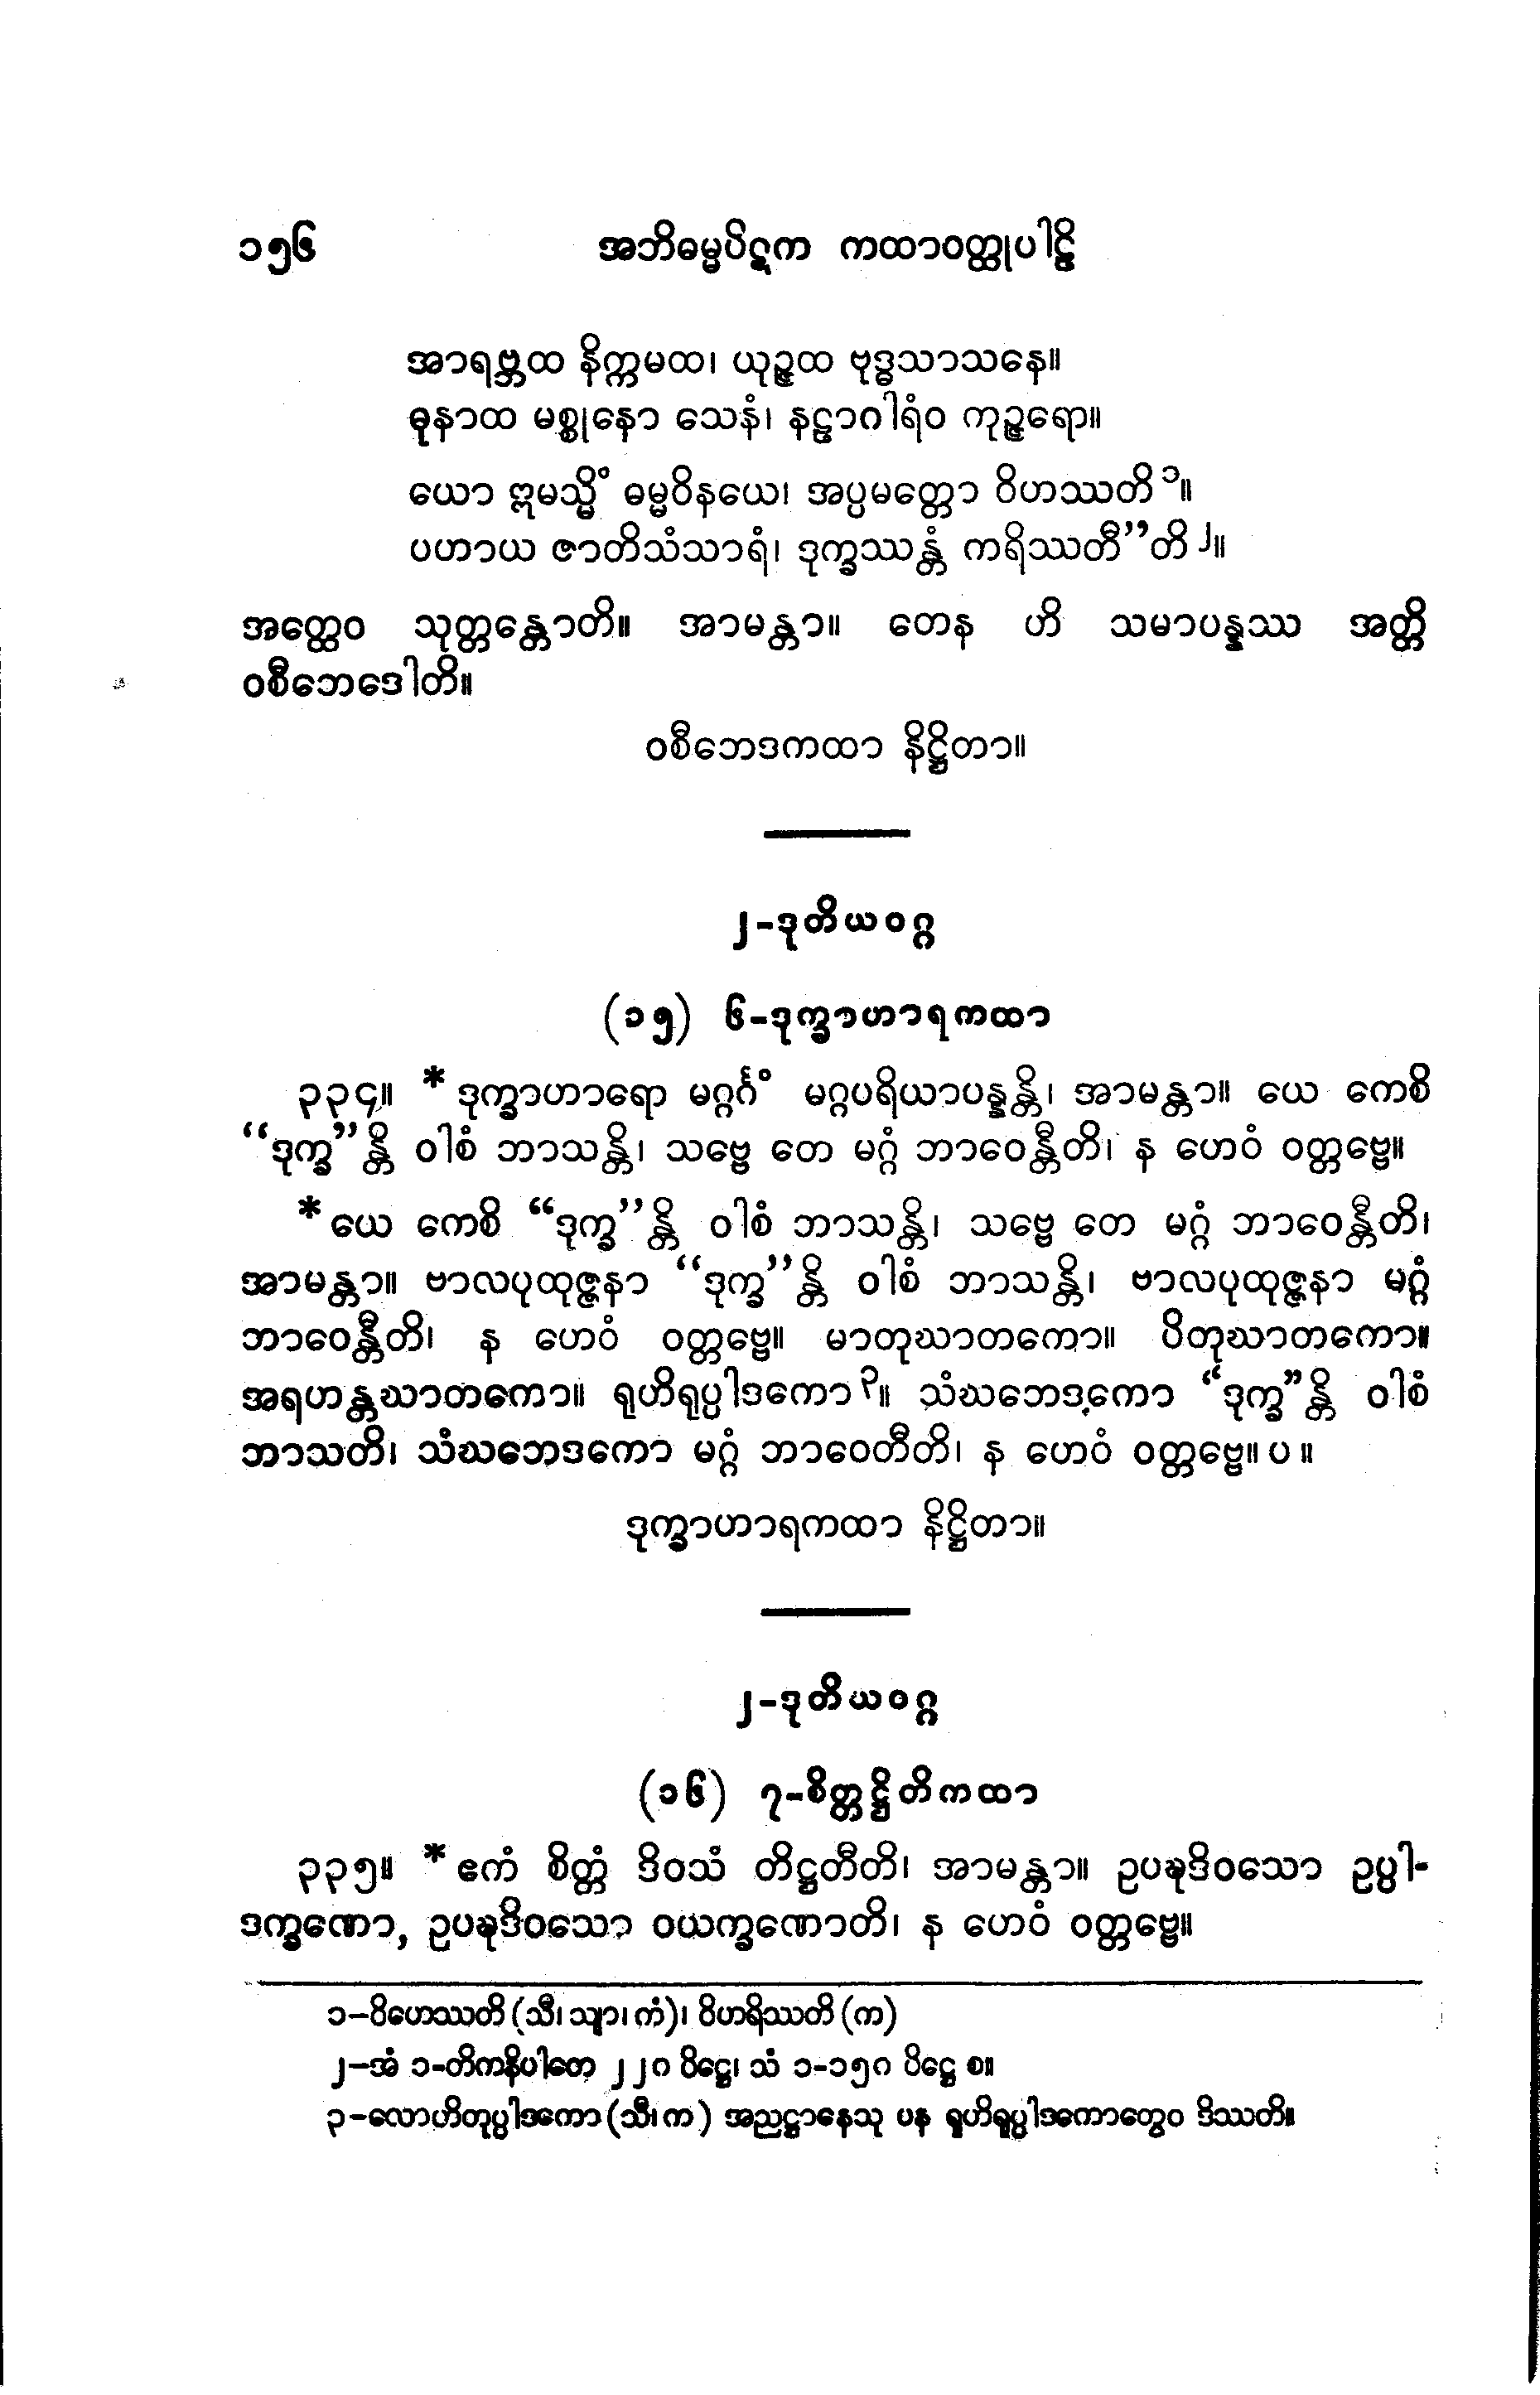 ၁၅၆ အဘိဓမ္မပိဋက ကထာဝတ္ထုပါဠိ
အာရဗ္ဘထ နိက္ကမထ၊ ယုဉ္ဇထ ဗုဒ္ဓသာသနေ။
ဓုနာထ မစ္စုနော သေနံ၊ နဠာဂါရံဝ ကုဉ္ဇရော။
ယော ဣမသ္မိံ ဓမ္မဝိနယေ၊ အပ္ပမတ္တော ဝိဟဿတိ ၁။
ပဟာယ ဇာတိသံသာရံ၊ ဒုက္ခဿန္တံ ကရိဿတီ”တိ ၂။
အတ္ထေဝ သုတ္တန္တောတိ။ အာမန္တာ။ တေန ဟိ သမာပန္နဿ အတ္ထိ
ဝစီဘေဒေါတိ။
ဝစီဘေဒကထာ နိဋ္ဌိတာ။
၂-ဒုတိယဝဂ္ဂ
(၁၅) ၆-ဒုက္ခာဟာရကထာ
၃၃၄။ * ဒုက္ခာဟာရော မဂ္ဂင်္ဂံ မဂ္ဂပရိယာပန္နန္တိ၊ အာမန္တာ။ ယေ ကေစိ
“ဒုက္ခ”န္တိ ဝါစံ ဘာသန္တိ၊ သဗ္ဗေ တေ မဂ္ဂံ ဘာဝေန္တီတိ၊ န ဟေဝံ ဝတ္တဗ္ဗေ။
* ယေ ကေစိ “ဒုက္ခ”န္တိ ဝါစံ ဘာသန္တိ၊ သဗ္ဗေ တေ မဂ္ဂံ ဘာဝေန္တီတိ၊
အာမန္တာ။ ဗာလပုထုဇ္ဇနာ “ဒုက္ခ”န္တိ ဝါစံ ဘာသန္တိ၊ ဗာလပုထုဇ္ဇနာ မဂ္ဂံ
ဘာဝေန္တီတိ၊ န ဟေဝံ ဝတ္တဗ္ဗေ။ မာတုဃာတကော။ ပိတုဃာတကော။
အရဟန္တဃာတကော။ ရုဟိရုပ္ပါဒကော ၃။ သံဃဘေဒကော “ဒုက္ခ”န္တိ ဝါစံ
ဘာသတိ၊ သံဃဘေဒကော မဂ္ဂံ ဘာဝေတီတိ၊ န ဟေဝံ ဝတ္တဗ္ဗေ။ ပ ။
ဒုက္ခာဟာရကထာ နိဋ္ဌိတာ။
၂-ဒုတိယဝဂ္ဂ
(၁၆) ၇-စိတ္တဋ္ဌိတိကထာ
၃၃၅။ * ဧကံ စိတ္တံ ဒိဝသံ တိဋ္ဌတီတိ၊ အာမန္တာ။ ဥပဍ္ဎဒိဝသော ဥပ္ပါ-
ဒက္ခဏော, ဥပဍ္ဎဒိဝသော ဝယက္ခဏောတိ၊ န ဟေဝံ ဝတ္တဗ္ဗေ။
၁–ဝိဟေဿတိ (သီ၊ သျာ၊ ကံ)၊ ဝိဟရိဿတိ (က)
၂–အံ ၁-တိကနိပါတေ ၂၂၈ ပိဋ္ဌေ၊ သံ ၁-၁၅၈ ပိဋ္ဌေ စ။
၃-လောဟိတုပ္ပါဒကော (သီ၊ က) အညဋ္ဌာနေသု ပန ရုဟိရုပ္ပါဒကောတွေဝ ဒိဿတိ။